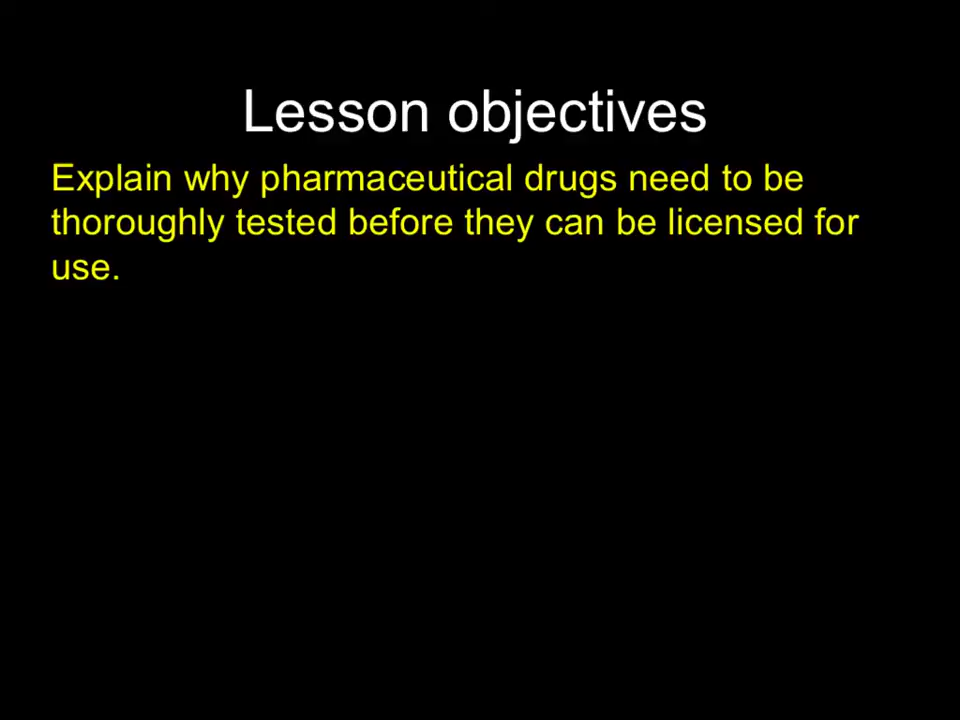 Lesson objectives
Explain why pharmaceutical drugs need to be
thoroughly tested before they can be licensed for
use.